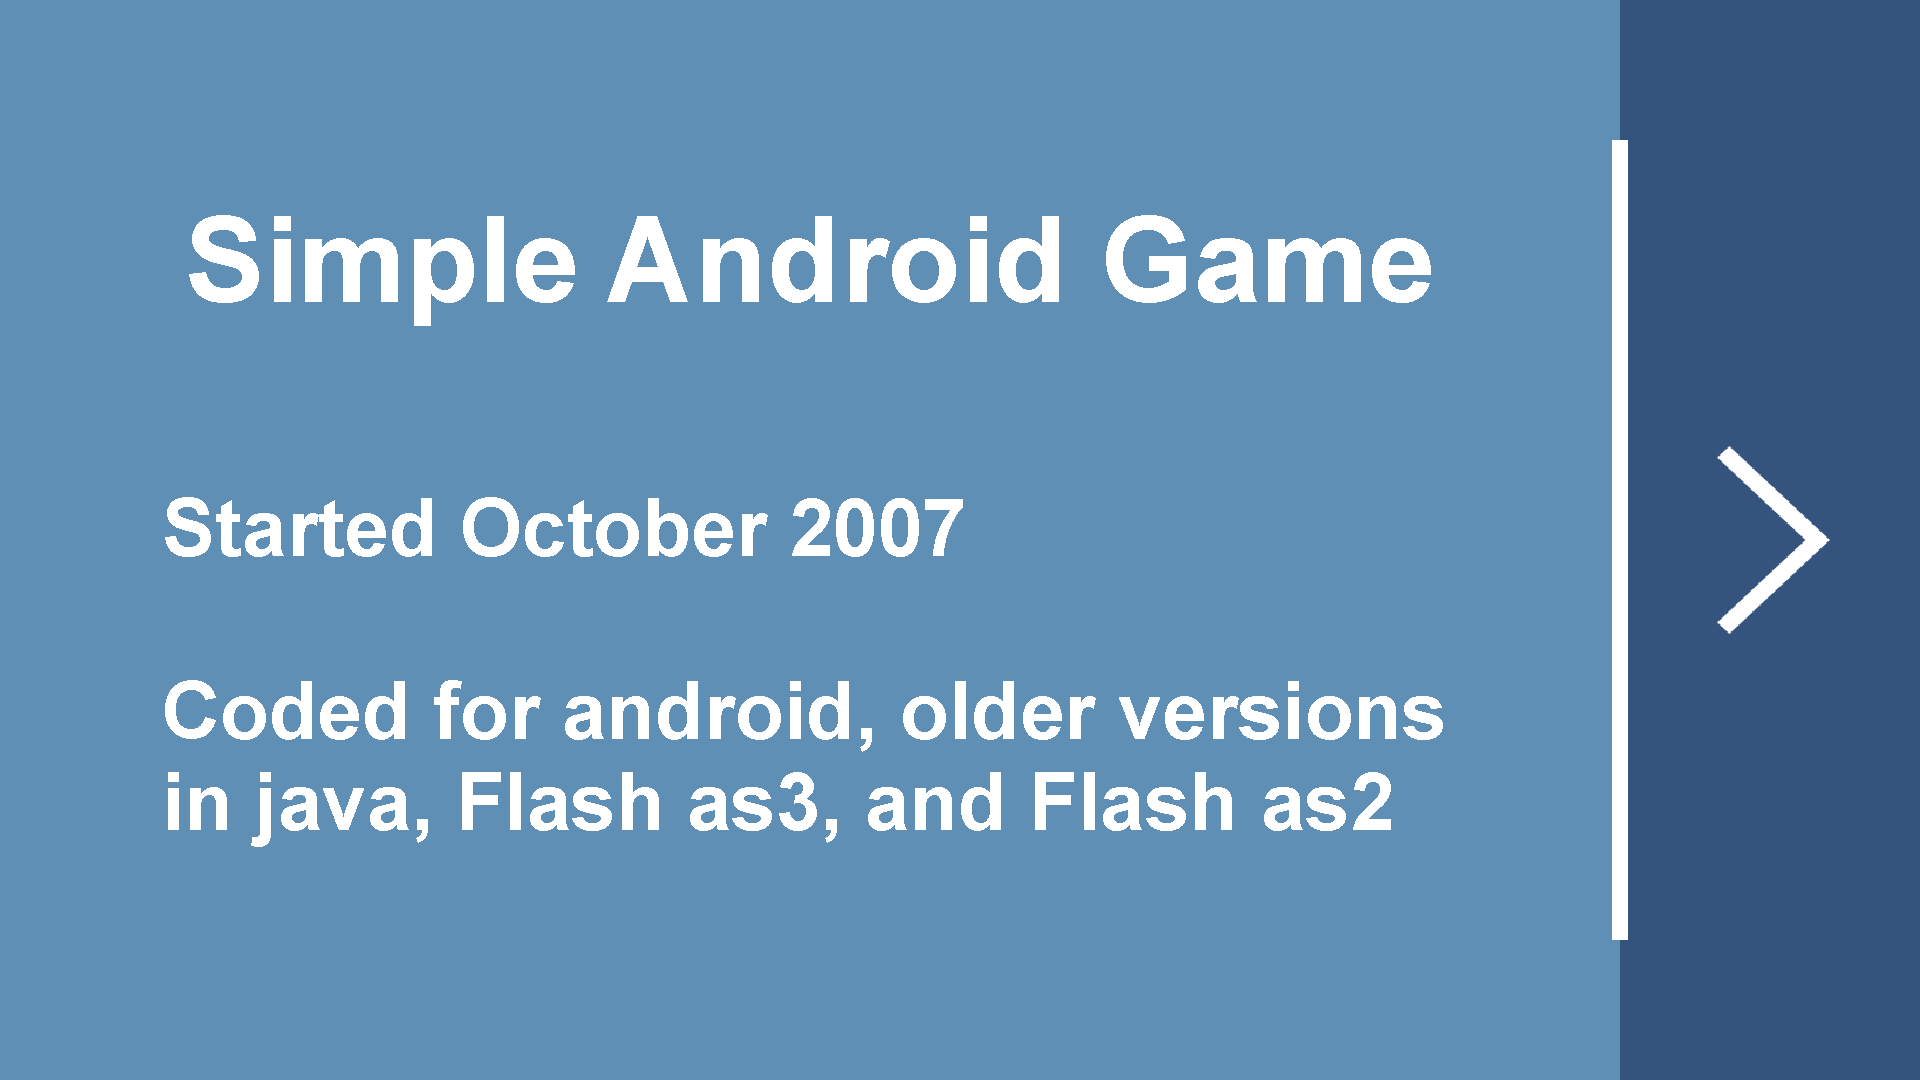 Simple Android Game
Started October 2007
Coded for android, older versions
in java, Flash as3, and Flash as2